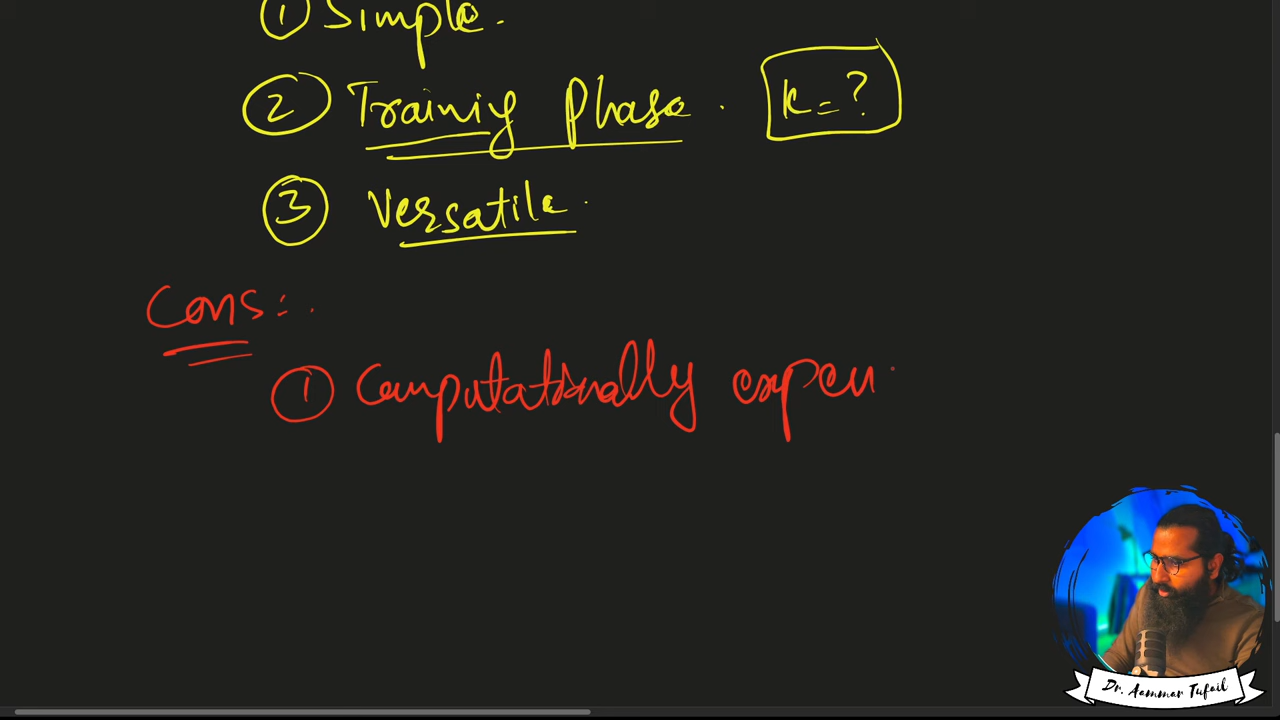 ① Simple.
② Training Phase. K=?
③ Versatile.
Cons:-.
① Computationally expen
Dr. Aammar Tufail